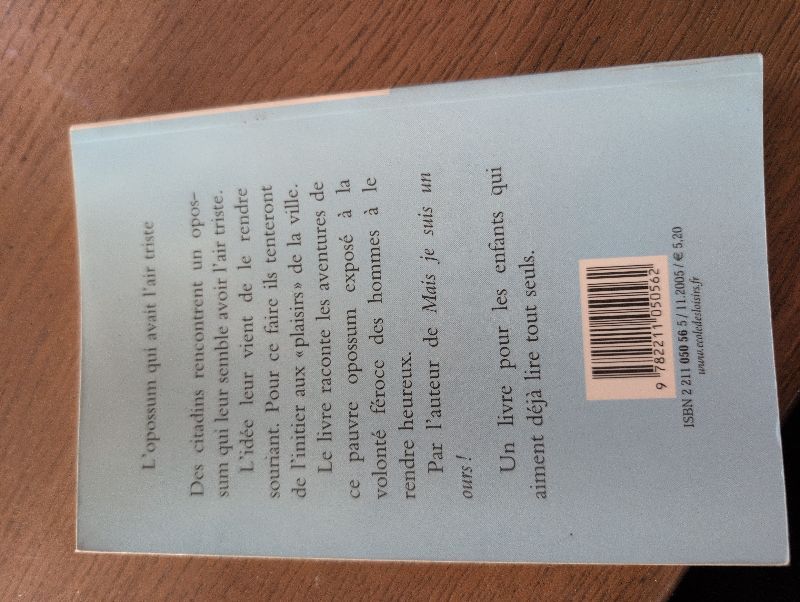 L'opossum qui avait l'air triste
Des citadins rencontrent un opos-
sum qui leur semble avoir l'air triste.
L'idée leur vient de le rendre
souriant. Pour ce faire ils tenteront
de l'initier aux «plaisirs» de la ville.
Le livre raconte les aventures de
ce pauvre opossum exposé à la
volonté féroce des hommes à le
rendre heureux.
Par l'auteur de Mais je suis un
ours !
Un livre pour les enfants qui
aiment déjà lire tout seuls.
9 782211 050562
ISBN 2 211 050 56 5 / 11.2005 / € 5,20
www.ecoledesloisirs.fr